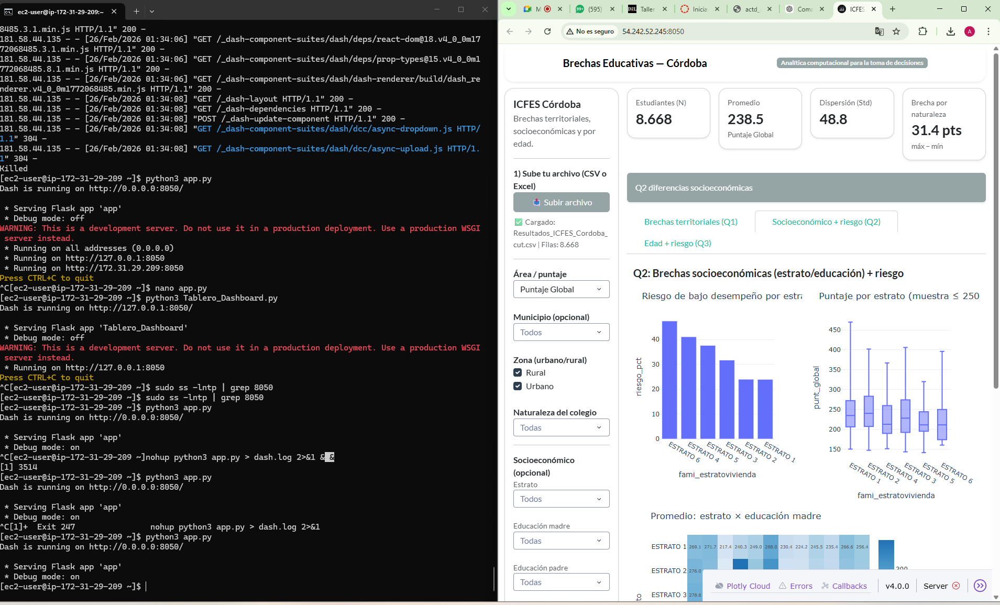 ec2-user@ip-172-31-29-209:~
8485.3.1.min.js HTTP/1.1" 200 -
181.58.44.135 - - [26/Feb/2026 01:34:06] "GET /_dash-component-suites/dash/deps/react-dom@18.v4_0_0m17
72068485.3.1.min.js HTTP/1.1" 200 -
181.58.44.135 - - [26/Feb/2026 01:34:06] "GET /_dash-component-suites/dash/deps/prop-types@15.v4_0_0m1
772068485.8.1.min.js HTTP/1.1" 200 -
181.58.44.135 - - [26/Feb/2026 01:34:06] "GET /_dash-component-suites/dash/dash-renderer/build/dash_re
nderer.v4_0_0m1772068485.min.js HTTP/1.1" 200 -
181.58.44.135 - - [26/Feb/2026 01:34:08] "GET /_dash-layout HTTP/1.1" 200 -
181.58.44.135 - - [26/Feb/2026 01:34:08] "GET /_dash-dependencies HTTP/1.1" 200 -
181.58.44.135 - - [26/Feb/2026 01:34:08] "POST /_dash-update-component HTTP/1.1" 200 -
181.58.44.135 - - [26/Feb/2026 01:34:08] "GET /_dash-component-suites/dash/dcc/async-dropdown.js HTTP/
1.1" 304 -
181.58.44.135 - - [26/Feb/2026 01:34:08] "GET /_dash-component-suites/dash/dcc/async-upload.js HTTP/1.
1" 304 -
Killed
[ec2-user@ip-172-31-29-209 ~]$ python3 app.py
Dash is running on http://0.0.0.0:8050/
* Serving Flask app 'app'
* Debug mode: off
WARNING: This is a development server. Do not use it in a production deployment. Use a production WSGI
server instead.
* Running on all addresses (0.0.0.0)
* Running on http://127.0.0.1:8050
* Running on http://172.31.29.209:8050
Press CTRL+C to quit
^C[ec2-user@ip-172-31-29-209 ~]$ nano app.py
[ec2-user@ip-172-31-29-209 ~]$ python3 Tablero_Dashboard.py
Dash is running on http://127.0.0.1:8050/
* Serving Flask app 'Tablero_Dashboard'
* Debug mode: off
WARNING: This is a development server. Do not use it in a production deployment. Use a production WSGI
server instead.
* Running on http://127.0.0.1:8050
Press CTRL+C to quit
^C[ec2-user@ip-172-31-29-209 ~]$ sudo ss -lntp | grep 8050
[ec2-user@ip-172-31-29-209 ~]$ sudo ss -lntp | grep 8050
[ec2-user@ip-172-31-29-209 ~]$ python3 app.py
Dash is running on http://0.0.0.0:8050/
* Serving Flask app 'app'
* Debug mode: on
^C[ec2-user@ip-172-31-29-209 ~]nohup python3 app.py > dash.log 2>&1 & &
[1] 3514
[ec2-user@ip-172-31-29-209 ~]$ python3 app.py
Dash is running on http://0.0.0.0:8050/
* Serving Flask app 'app'
* Debug mode: on
^C[1]+  Exit 247                nohup python3 app.py > dash.log 2>&1
[ec2-user@ip-172-31-29-209 ~]$ python3 app.py
Dash is running on http://0.0.0.0:8050/
* Serving Flask app 'app'
* Debug mode: on
[ec2-user@ip-172-31-29-209 ~]$
M
99+ (595)
D2L Taller
Inicia
actd_
Coma
ICFES
No es seguro 54.242.52.245:8050
A
Brechas Educativas — Córdoba
Analítica computacional para la toma de decisiones
ICFES Córdoba
Brechas territoriales,
socioeconómicas y por
edad.
1) Sube tu archivo (CSV o
Excel)
Subir archivo
Cargado:
Resultados_ICFES_Cordoba_
cut.csv | Filas: 8.668
Área / puntaje
Puntaje Global
Municipio (opcional)
Todos
Zona (urbano/rural)
Rural
Urbano
Naturaleza del colegio
Todas
Socioeconómico
(opcional)
Estrato
Todos
Educación madre
Todas
Educación padre
Todas
Estudiantes (N)
8.668
Promedio
238.5
Puntaje Global
Dispersión (Std)
48.8
Brecha por
naturaleza
31.4 pts
máx – mín
Q2 diferencias socioeconómicas
Brechas territoriales (Q1)
Socioeconómico + riesgo (Q2)
Edad + riesgo (Q3)
Q2: Brechas socioeconómicas (estrato/educación) + riesgo
Riesgo de bajo desempeño por estra
40
30
20
10
0
riesgo_pct
ESTRATO 6
ESTRATO 4
ESTRATO 5
ESTRATO 3
ESTRATO 2
ESTRATO 1
fami_estratovivienda
Puntaje por estrato (muestra ≤ 250
450
400
350
300
250
200
150
punt_global
ESTRATO 1
ESTRATO 2
ESTRATO 4
ESTRATO 3
ESTRATO 5
ESTRATO 6
fami_estratovivienda
Promedio: estrato × educación madre
ESTRATO 1 269.1 271.7 217.4 240.3 249.0 288.0 230.4 224.2 245.5 235.4 266.6 256.4
ESTRATO 2 276.0
ESTRATO 3 278.6
to
300
Plotly Cloud Errors Callbacks v4.0.0 Server